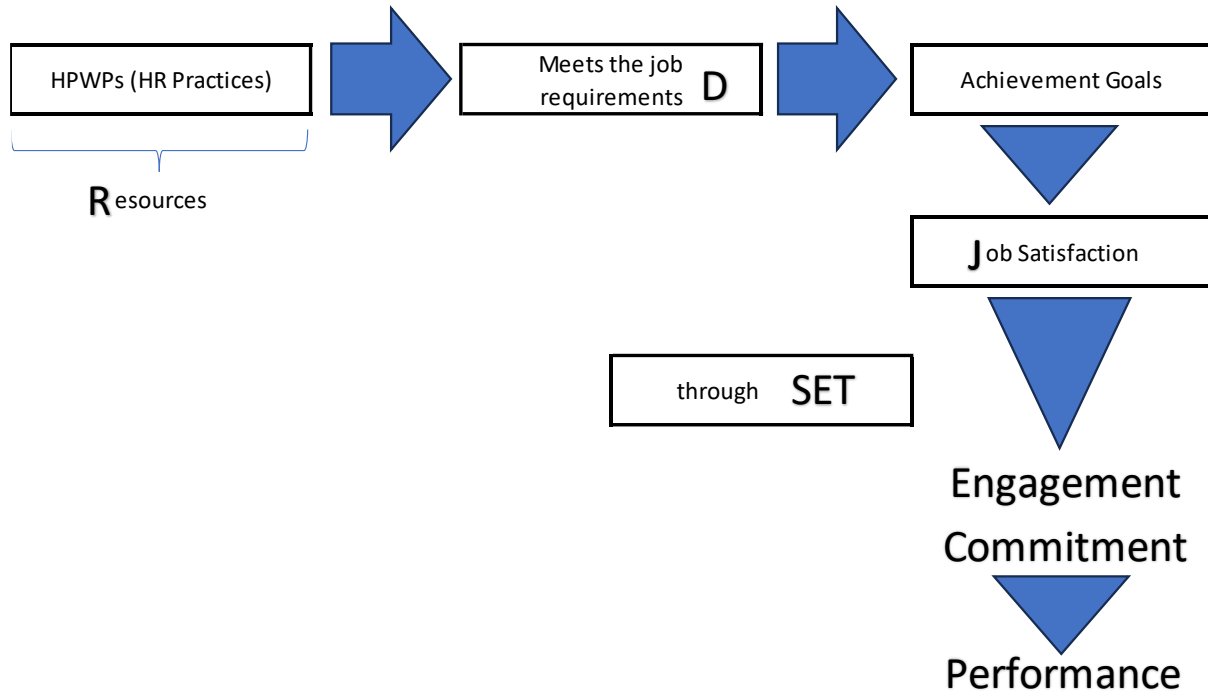 HPWPs (HR Practices)
Meets the job
requirements D
Achievement Goals
Resources
Job Satisfaction
through SET
Engagement
Commitment
Performance